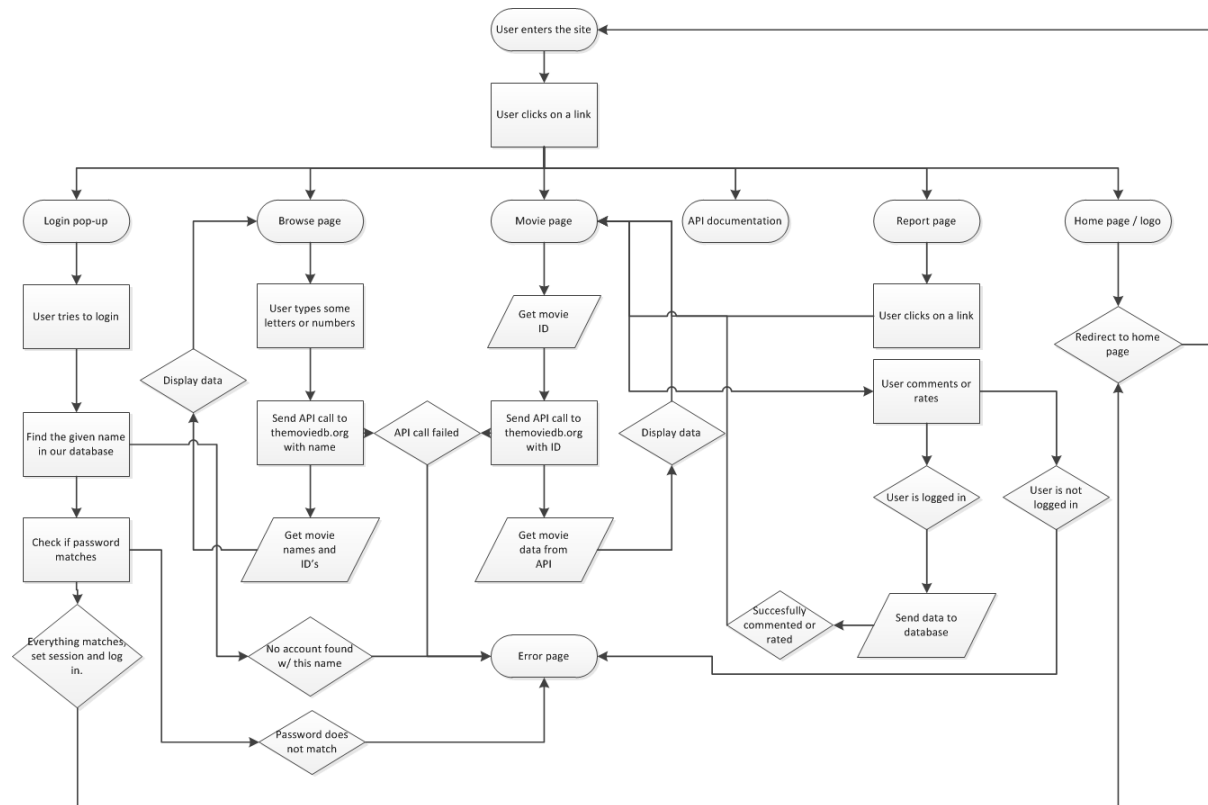 User enters the site
User clicks on a link
Login pop-up
Browse page
Movie page
API documentation
Report page
Home page / logo
User tries to login
User types some
letters or numbers
Get movie
ID
User clicks on a link
Redirect to home
page
Display data
User comments or
rates
Find the given name
in our database
Send API call to
themoviedb.org
with name
API call failed
Send API call to
themoviedb.org
with ID
Display data
User is logged in
User is not
logged in
Check if password
matches
Get movie
names and
ID's
Get movie
data from
API
Succesfully
commented or
rated
Send data to
database
Everything matches,
set session and log
in.
No account found
w/ this name
Error page
Password does
not match